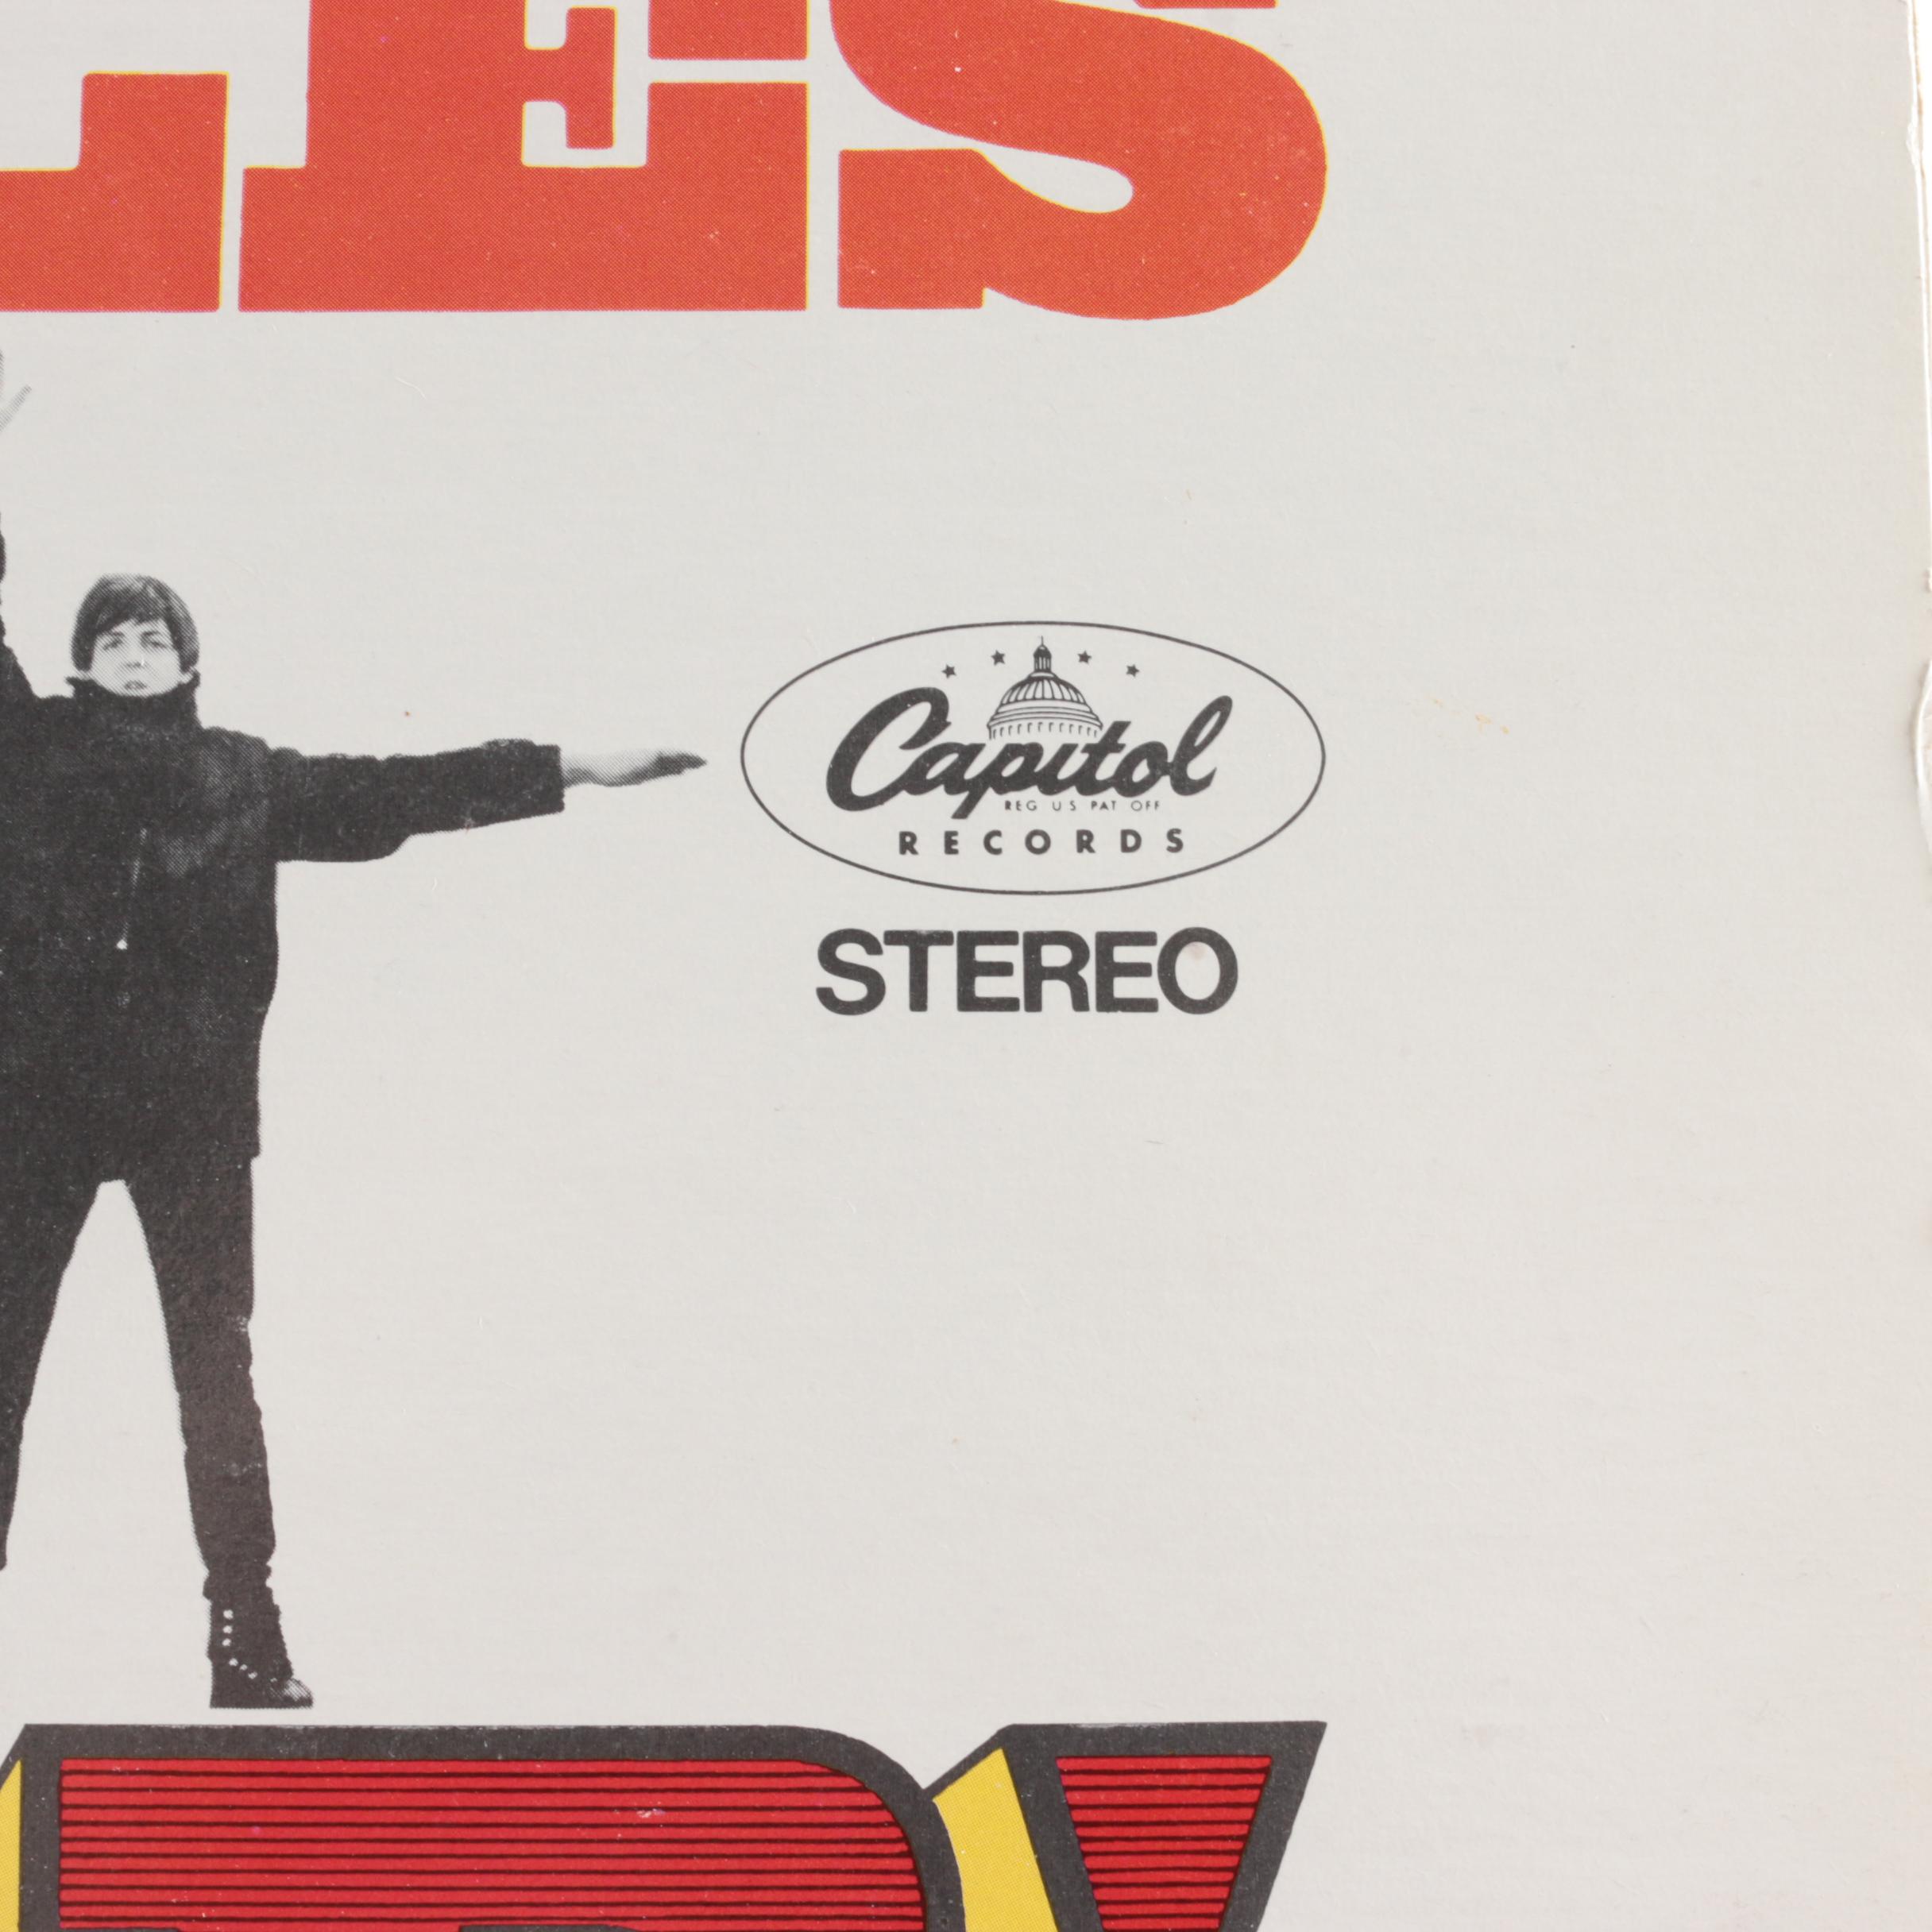 LES
Capitol
REG US PAT OFF
RECORDS
STEREO